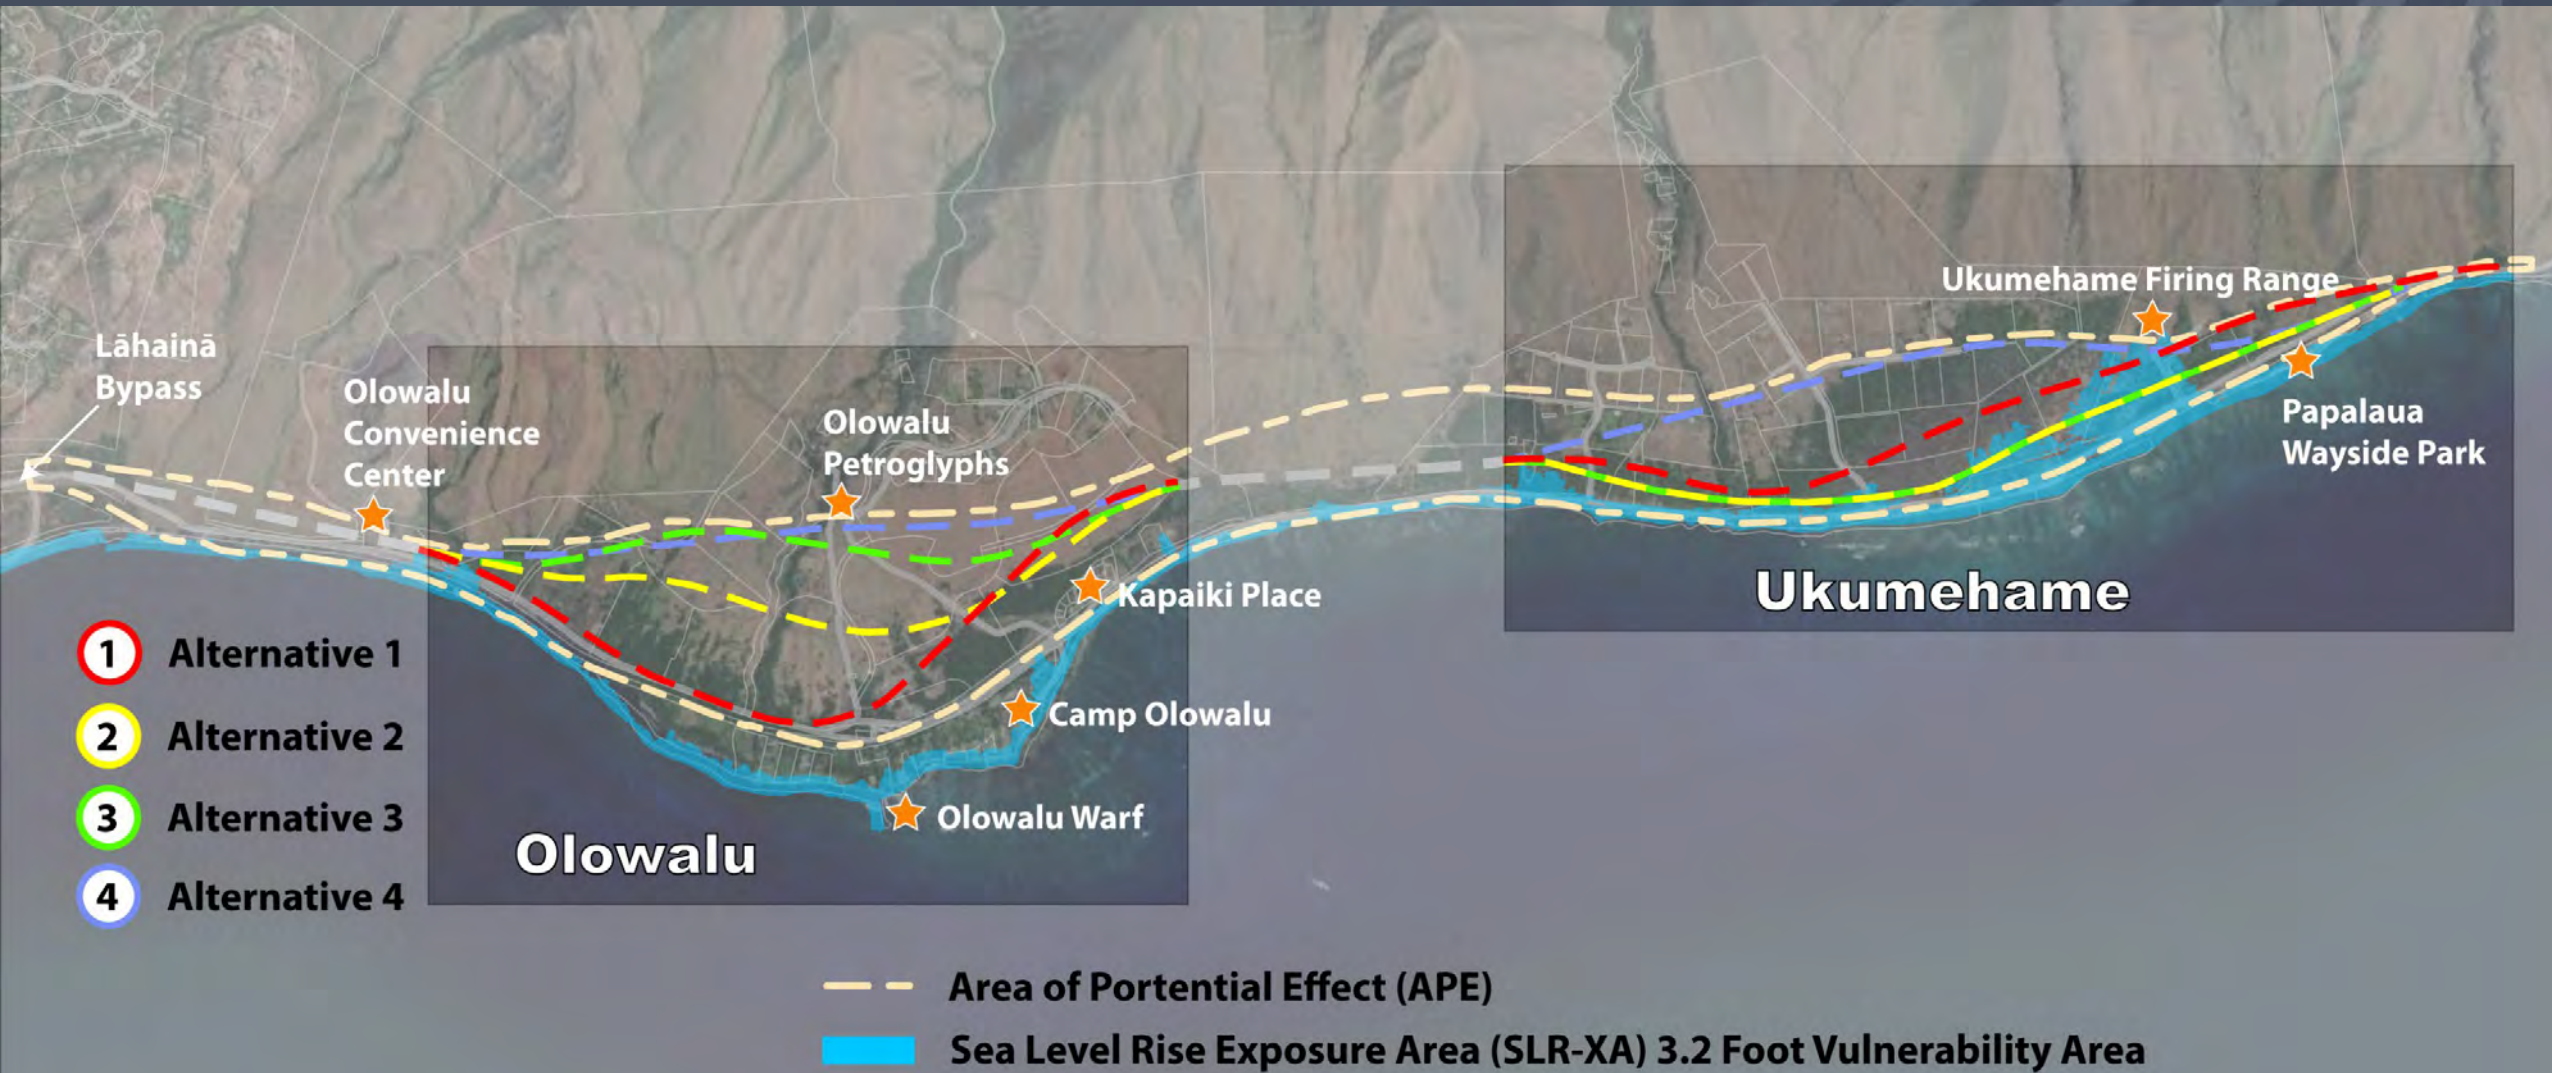 Lāhainā
Bypass
Olowalu
Convenience
Center
Olowalu
Petroglyphs
Ukumehame Firing Range
Papalaua
Wayside Park
Kapaiki Place
Ukumehame
Camp Olowalu
Olowalu Warf
Olowalu
1 Alternative 1
2 Alternative 2
3 Alternative 3
4 Alternative 4
Area of Portential Effect (APE)
Sea Level Rise Exposure Area (SLR-XA) 3.2 Foot Vulnerability Area